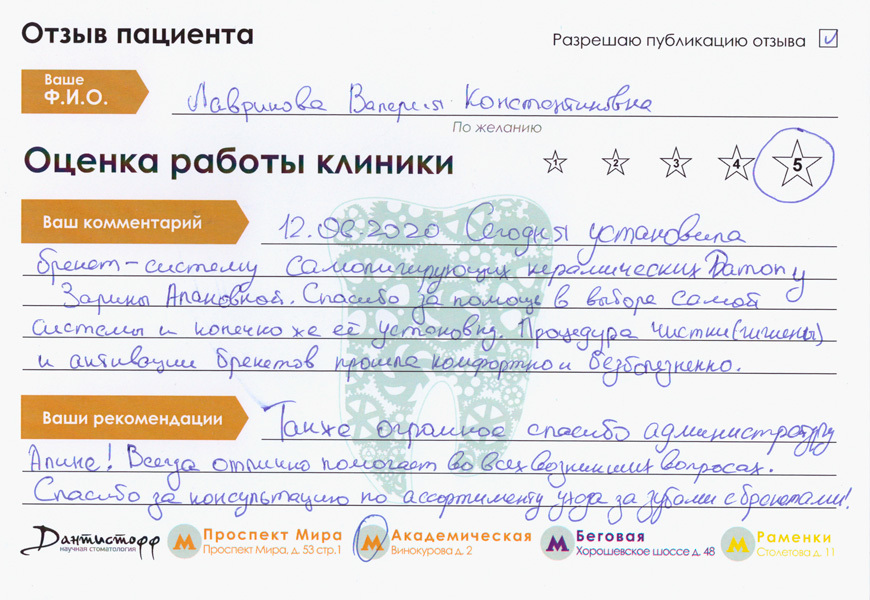 Отзыв пациента
Разрешаю публикацию отзыва
Ваше
Ф.И.О.
Лаврикова Валерия Константиновна
По желанию
Оценка работы клиники
1 2 3 4 5
Ваш комментарий
12.06.2020 Сегодня установила
брекет-систему самолигирующих керамических Damon у
Зарины Алановной. Спасибо за помощь в выборе самой
системы и конечно же её установку. Процедура чистки (гигиены)
и активации брекетов прошла комфортно и безболезненно.
Ваши рекомендации
Также огромное спасибо администратору
Алине! Всегда отлично помогает во всех возникших вопросах.
Спасибо за консультацию по ассортименту ухода за зубами с брекетами!
Дантистофф
научная стоматология
М Проспект Мира
Проспект Мира, д. 53 стр.1
М Академическая
Винокурова д. 2
М Беговая
Хорошевское шоссе д. 48
М Раменки
Столетова д. 11